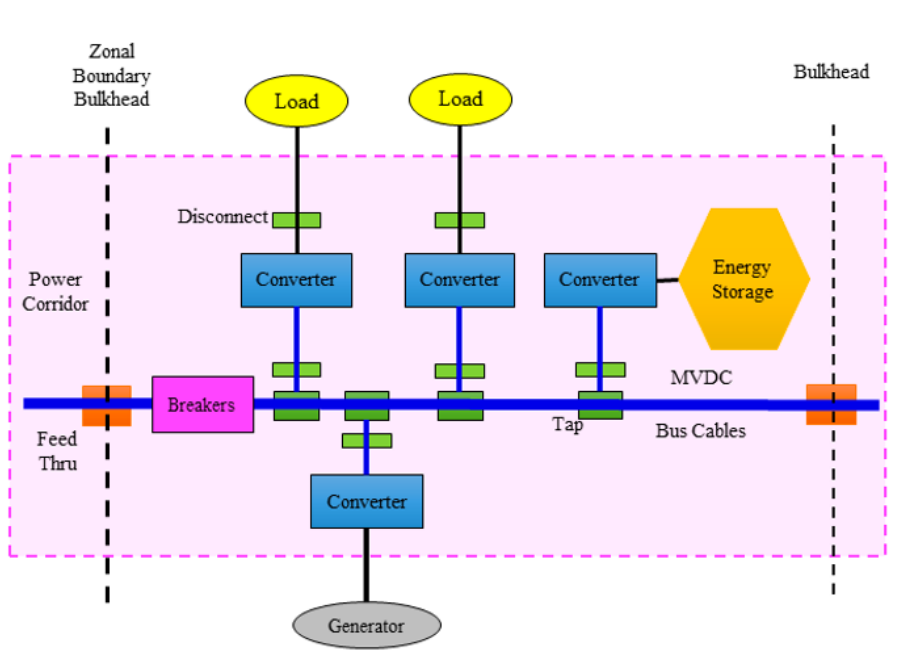 Zonal
Boundary
Bulkhead
Bulkhead
Load
Load
Disconnect
Converter
Converter
Converter
Energy
Storage
Power
Corridor
MVDC
Breakers
Tap
Bus Cables
Feed
Thru
Converter
Generator